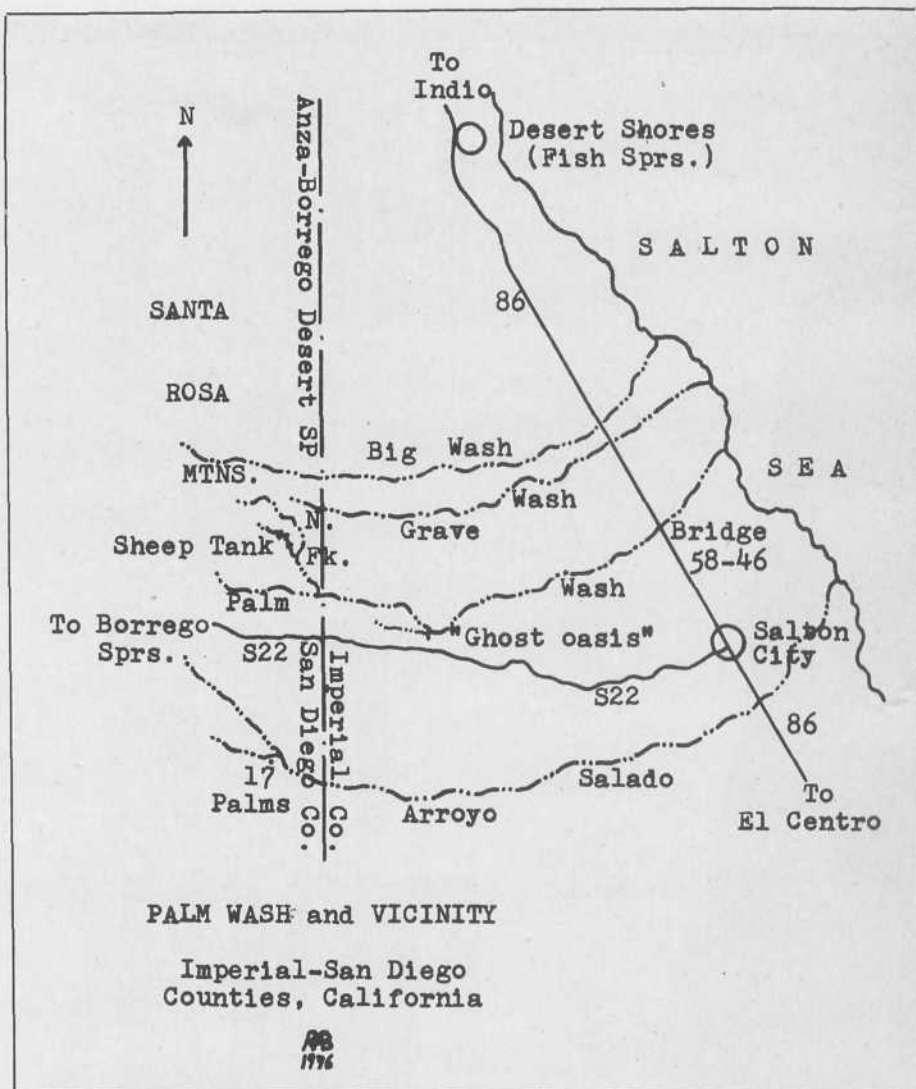 To
Indio
Desert Shores
(Fish Sprs.)
N
Anza-Borrego Desert SP
SALTON
SANTA
86
ROSA
Big Wash
MTNS.
SEA
Wash
N.
Grave
Bridge
58-46
Sheep Tank
Fk.
Wash
Palm
To Borrego
Sprs.
"Ghost oasis"
Salton
City
S22
San Diego Co.
Imperial Co.
S22
86
17
Palms
Salado
Arroyo
To
El Centro
PALM WASH and VICINITY
Imperial-San Diego
Counties, California
1976